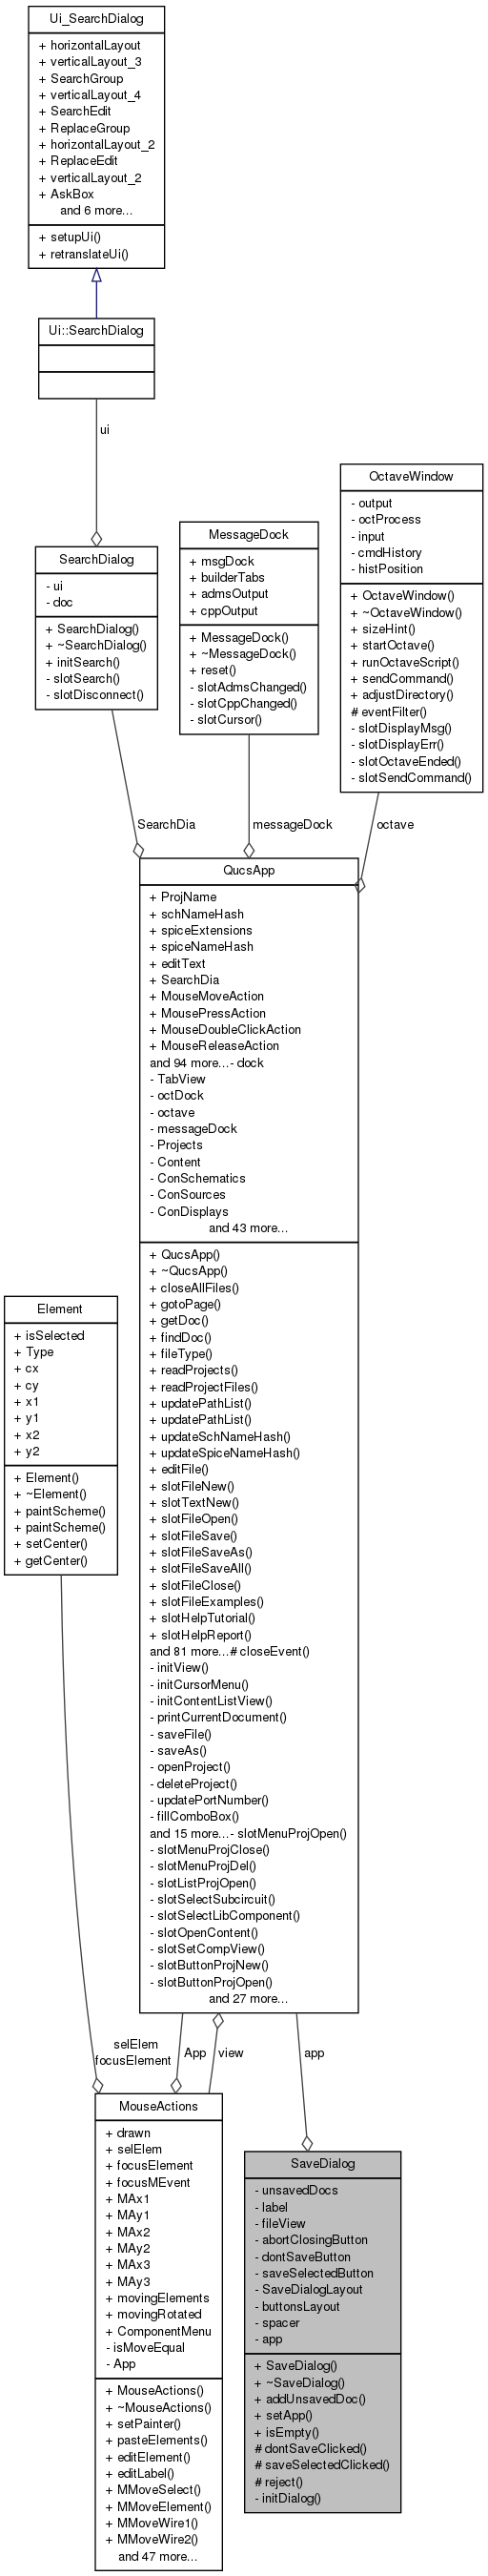 Ui_SearchDialog
+ horizontalLayout
+ verticalLayout_3
+ SearchGroup
+ verticalLayout_4
+ SearchEdit
+ ReplaceGroup
+ horizontalLayout_2
+ ReplaceEdit
+ verticalLayout_2
+ AskBox
and 6 more...
+ setupUi()
+ retranslateUi()
Ui::SearchDialog
ui
SearchDialog
- ui
- doc
+ SearchDialog()
+ ~SearchDialog()
+ initSearch()
- slotSearch()
- slotDisconnect()
MessageDock
+ msgDock
+ builderTabs
+ admsOutput
+ cppOutput
+ MessageDock()
+ ~MessageDock()
+ reset()
- slotAdmsChanged()
- slotCppChanged()
- slotCursor()
OctaveWindow
- output
- octProcess
- input
- cmdHistory
- histPosition
+ OctaveWindow()
+ ~OctaveWindow()
+ sizeHint()
+ startOctave()
+ runOctaveScript()
+ sendCommand()
+ adjustDirectory()
# eventFilter()
- slotDisplayMsg()
- slotDisplayErr()
- slotOctaveEnded()
- slotSendCommand()
SearchDia
messageDock
octave
QucsApp
+ ProjName
+ schNameHash
+ spiceExtensions
+ spiceNameHash
+ editText
+ SearchDia
+ MouseMoveAction
+ MousePressAction
+ MouseDoubleClickAction
+ MouseReleaseAction
and 94 more...- dock
- TabView
- octDock
- octave
- messageDock
- Projects
- Content
- ConSchematics
- ConSources
- ConDisplays
and 43 more...
+ QucsApp()
+ ~QucsApp()
+ closeAllFiles()
+ gotoPage()
+ getDoc()
+ findDoc()
+ fileType()
+ readProjects()
+ readProjectFiles()
+ updatePathList()
+ updatePathList()
+ updateSchNameHash()
+ updateSpiceNameHash()
+ editFile()
+ slotFileNew()
+ slotTextNew()
+ slotFileOpen()
+ slotFileSave()
+ slotFileSaveAs()
+ slotFileSaveAll()
+ slotFileClose()
+ slotFileExamples()
+ slotHelpTutorial()
+ slotHelpReport()
and 81 more...# closeEvent()
- initView()
- initCursorMenu()
- initContentListView()
- printCurrentDocument()
- saveFile()
- saveAs()
- openProject()
- deleteProject()
- updatePortNumber()
- fillComboBox()
and 15 more...- slotMenuProjOpen()
- slotMenuProjClose()
- slotMenuProjDel()
- slotListProjOpen()
- slotSelectSubcircuit()
- slotSelectLibComponent()
- slotOpenContent()
- slotSetCompView()
- slotButtonProjNew()
- slotButtonProjOpen()
and 27 more...
Element
+ isSelected
+ Type
+ cx
+ cy
+ x1
+ y1
+ x2
+ y2
+ Element()
+ ~Element()
+ paintScheme()
+ paintScheme()
+ setCenter()
+ getCenter()
selElem
focusElement
App
view
app
MouseActions
+ drawn
+ selElem
+ focusElement
+ focusMEvent
+ MAx1
+ MAy1
+ MAx2
+ MAy2
+ MAx3
+ MAy3
+ movingElements
+ movingRotated
+ ComponentMenu
- isMoveEqual
- App
+ MouseActions()
+ ~MouseActions()
+ setPainter()
+ pasteElements()
+ editElement()
+ editLabel()
+ MMoveSelect()
+ MMoveElement()
+ MMoveWire1()
+ MMoveWire2()
and 47 more...
SaveDialog
- unsavedDocs
- label
- fileView
- abortClosingButton
- dontSaveButton
- saveSelectedButton
- SaveDialogLayout
- buttonsLayout
- spacer
- app
+ SaveDialog()
+ ~SaveDialog()
+ addUnsavedDoc()
+ setApp()
+ isEmpty()
# dontSaveClicked()
# saveSelectedClicked()
# reject()
- initDialog()